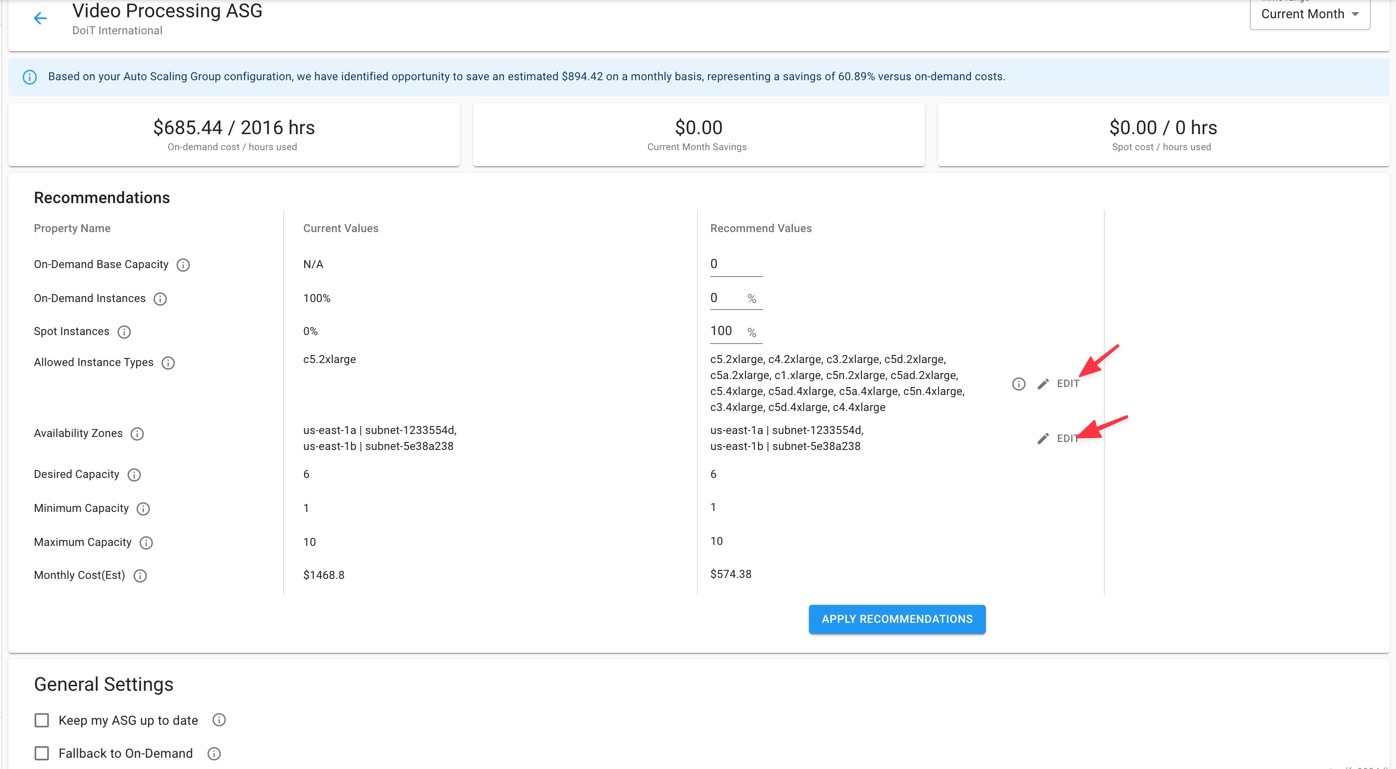 Video Processing ASG
DoiT International
Current Month
Based on your Auto Scaling Group configuration, we have identified opportunity to save an estimated $894.42 on a monthly basis, representing a savings of 60.89% versus on-demand costs.
$685.44 / 2016 hrs
On-demand cost / hours used
$0.00
Current Month Savings
$0.00 / 0 hrs
Spot cost / hours used
Recommendations
Property Name
Current Values
Recommend Values
On-Demand Base Capacity
N/A
0
On-Demand Instances
100%
0 %
Spot Instances
0%
100 %
Allowed Instance Types
c5.2xlarge
c5.2xlarge, c4.2xlarge, c3.2xlarge, c5d.2xlarge,
c5a.2xlarge, c1.xlarge, c5n.2xlarge, c5ad.2xlarge,
c5.4xlarge, c5ad.4xlarge, c5a.4xlarge, c5n.4xlarge,
c3.4xlarge, c5d.4xlarge, c4.4xlarge
EDIT
Availability Zones
us-east-1a | subnet-1233554d,
us-east-1b | subnet-5e38a238
us-east-1a | subnet-1233554d,
us-east-1b | subnet-5e38a238
EDIT
Desired Capacity
6
6
Minimum Capacity
1
1
Maximum Capacity
10
10
Monthly Cost(Est)
$1468.8
$574.38
APPLY RECOMMENDATIONS
General Settings
Keep my ASG up to date
Fallback to On-Demand